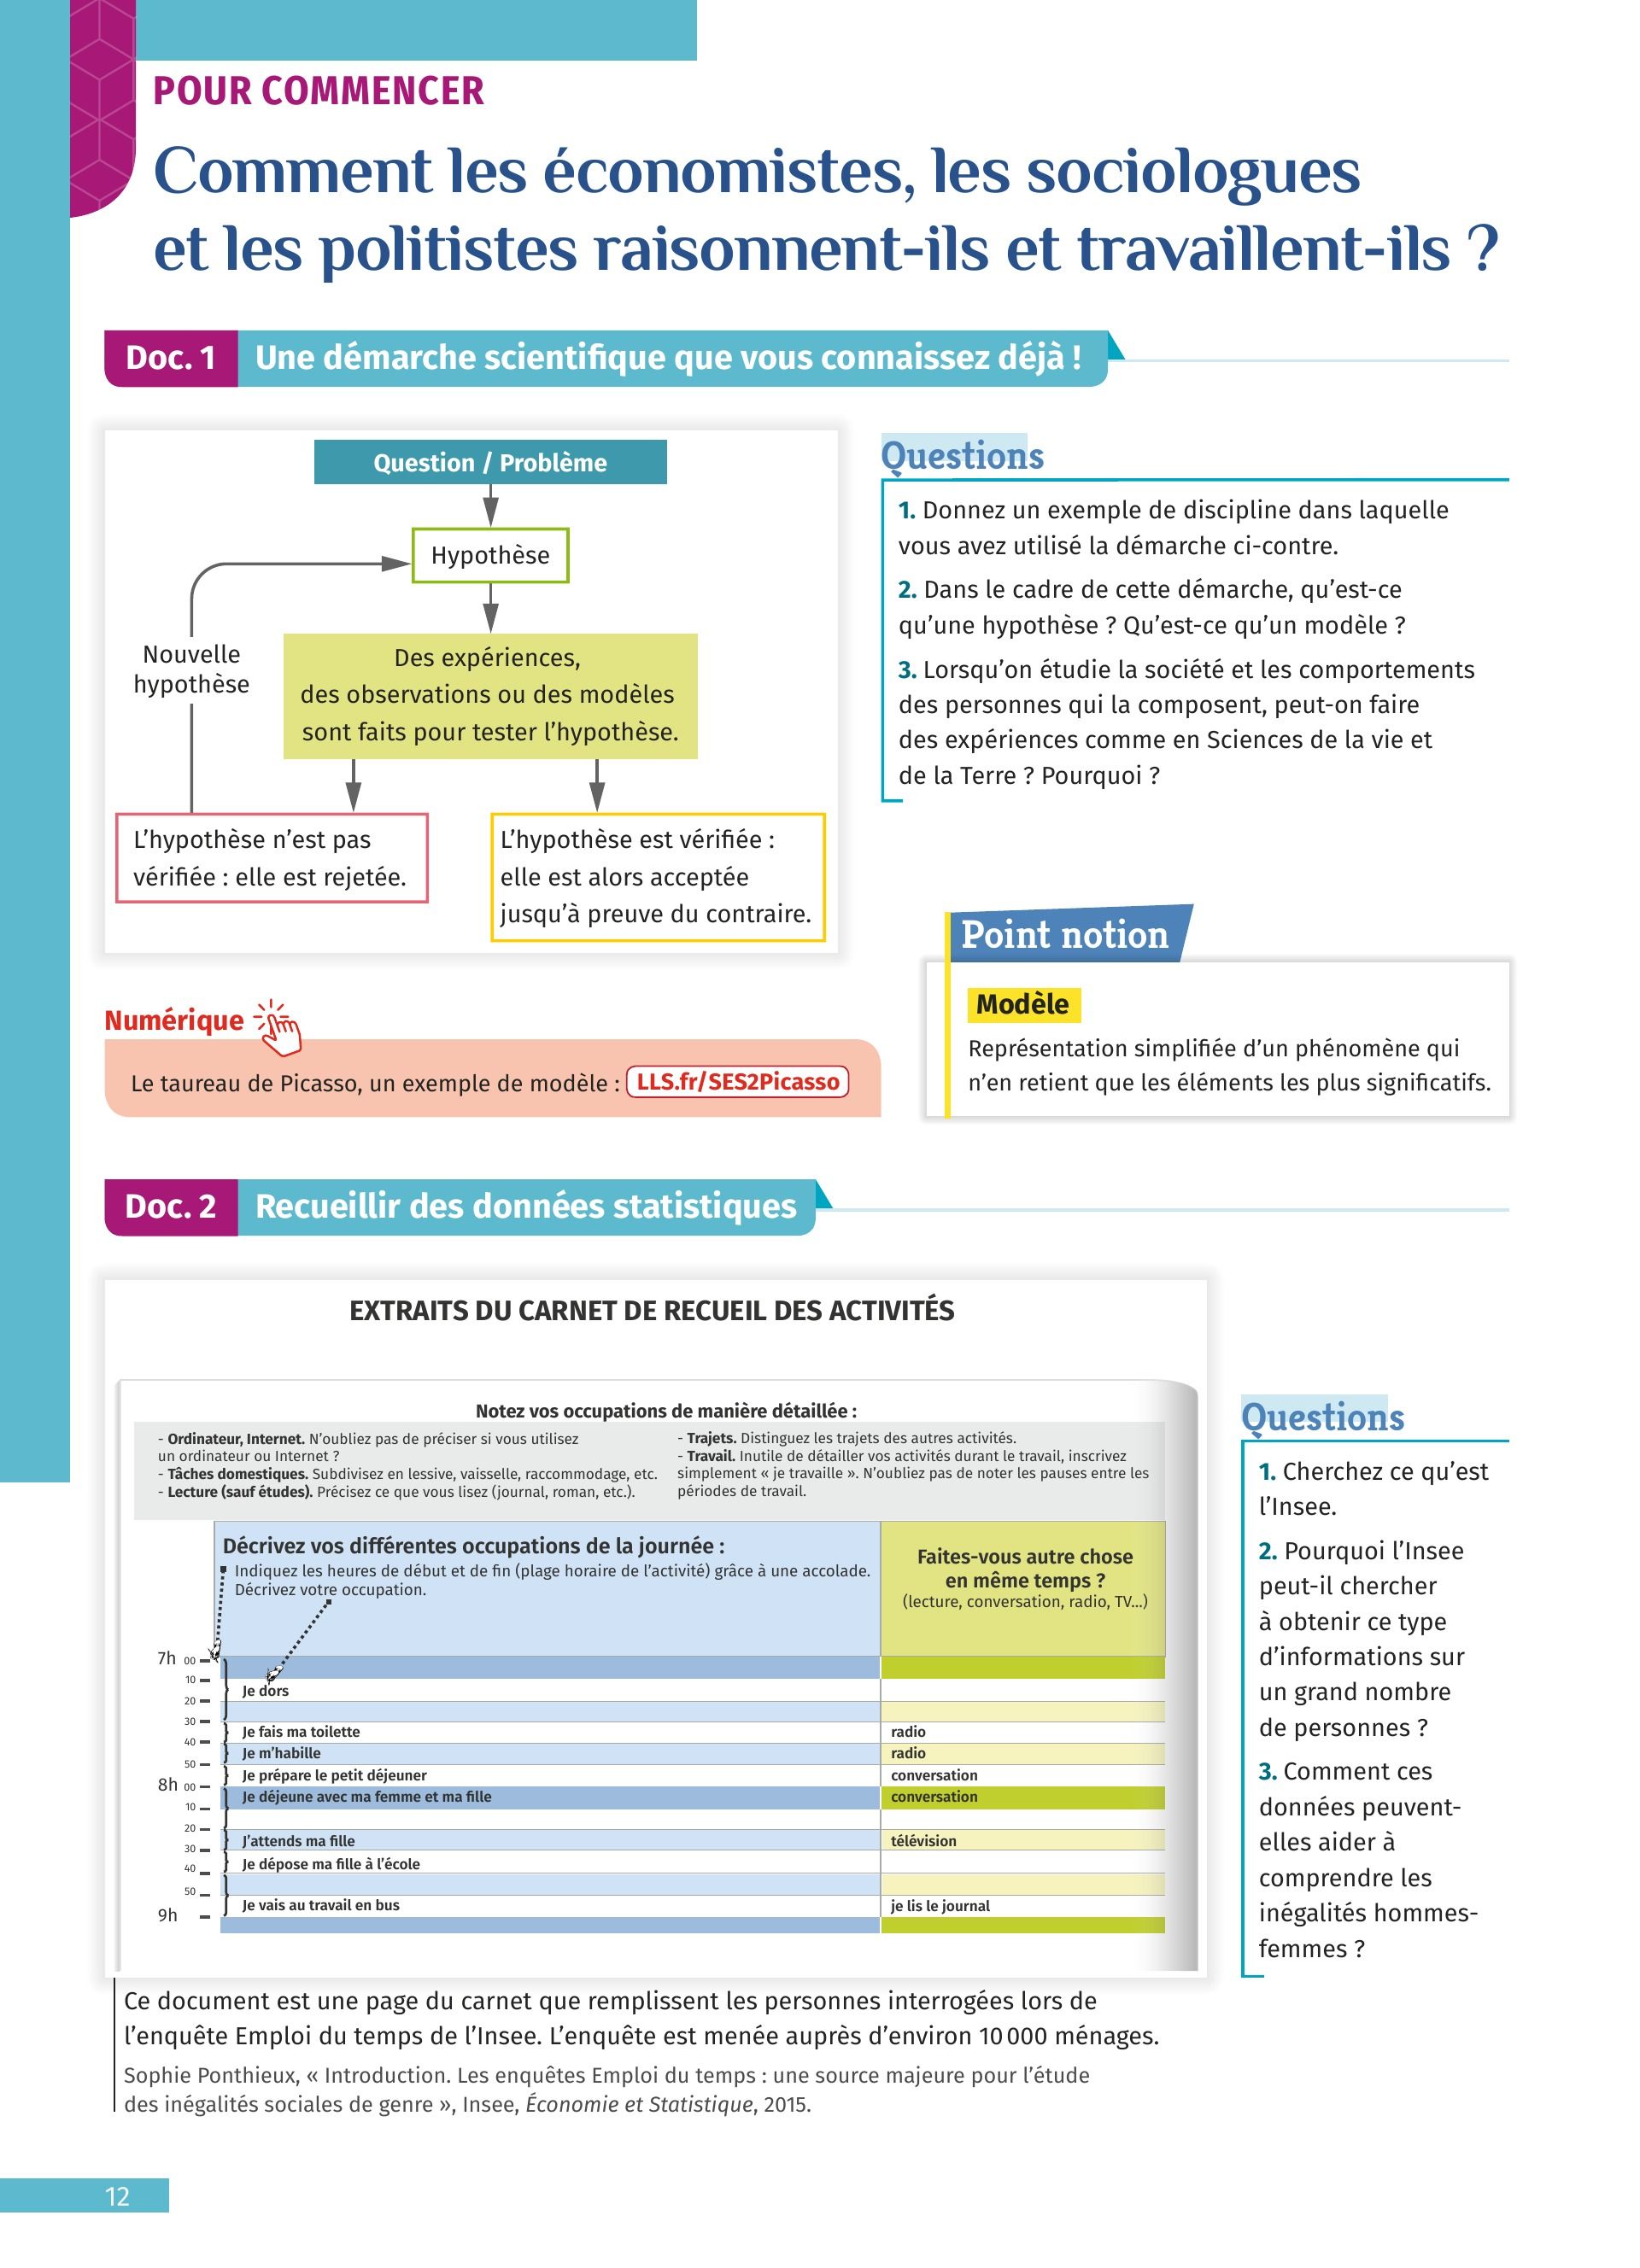 POUR COMMENCER
Comment les économistes, les sociologues
et les politistes raisonnent-ils et travaillent-ils ?
Doc. 1 Une démarche scientifique que vous connaissez déjà !
Question / Problème
Hypothèse
Nouvelle
hypothèse
Des expériences,
des observations ou des modèles
sont faits pour tester l’hypothèse.
L’hypothèse n’est pas
vérifiée : elle est rejetée.
L’hypothèse est vérifiée :
elle est alors acceptée
jusqu’à preuve du contraire.
Questions
1. Donnez un exemple de discipline dans laquelle
vous avez utilisé la démarche ci-contre.
2. Dans le cadre de cette démarche, qu’est-ce
qu’une hypothèse ? Qu’est-ce qu’un modèle ?
3. Lorsqu’on étudie la société et les comportements
des personnes qui la composent, peut-on faire
des expériences comme en Sciences de la vie et
de la Terre ? Pourquoi ?
Numérique
Le taureau de Picasso, un exemple de modèle : LLS.fr/SES2Picasso
Point notion
Modèle
Représentation simplifiée d’un phénomène qui
n’en retient que les éléments les plus significatifs.
Doc. 2 Recueillir des données statistiques
EXTRAITS DU CARNET DE RECUEIL DES ACTIVITÉS
Notez vos occupations de manière détaillée :
- Ordinateur, Internet. N’oubliez pas de préciser si vous utilisez
un ordinateur ou Internet ?
- Tâches domestiques. Subdivisez en lessive, vaisselle, raccommodage, etc.
- Lecture (sauf études). Précisez ce que vous lisez (journal, roman, etc.).
- Trajets. Distinguez les trajets des autres activités.
- Travail. Inutile de détailler vos activités durant le travail, inscrivez
simplement « je travaille ». N’oubliez pas de noter les pauses entre les
périodes de travail.
Décrivez vos différentes occupations de la journée :
Indiquez les heures de début et de fin (plage horaire de l’activité) grâce à une accolade.
Décrivez votre occupation.
Faites-vous autre chose
en même temps ?
(lecture, conversation, radio, TV...)
7h 00
10
Je dors
20
30
Je fais ma toilette radio
40
Je m’habille radio
50
Je prépare le petit déjeuner conversation
8h 00
Je déjeune avec ma femme et ma fille conversation
10
20
J’attends ma fille télévision
30
Je dépose ma fille à l’école
40
50
Je vais au travail en bus je lis le journal
9h
Questions
1. Cherchez ce qu’est
l’Insee.
2. Pourquoi l’Insee
peut-il chercher
à obtenir ce type
d’informations sur
un grand nombre
de personnes ?
3. Comment ces
données peuvent-
elles aider à
comprendre les
inégalités hommes-
femmes ?
Ce document est une page du carnet que remplissent les personnes interrogées lors de
l’enquête Emploi du temps de l’Insee. L’enquête est menée auprès d’environ 10 000 ménages.
Sophie Ponthieux, « Introduction. Les enquêtes Emploi du temps : une source majeure pour l’étude
des inégalités sociales de genre », Insee, Économie et Statistique, 2015.
12